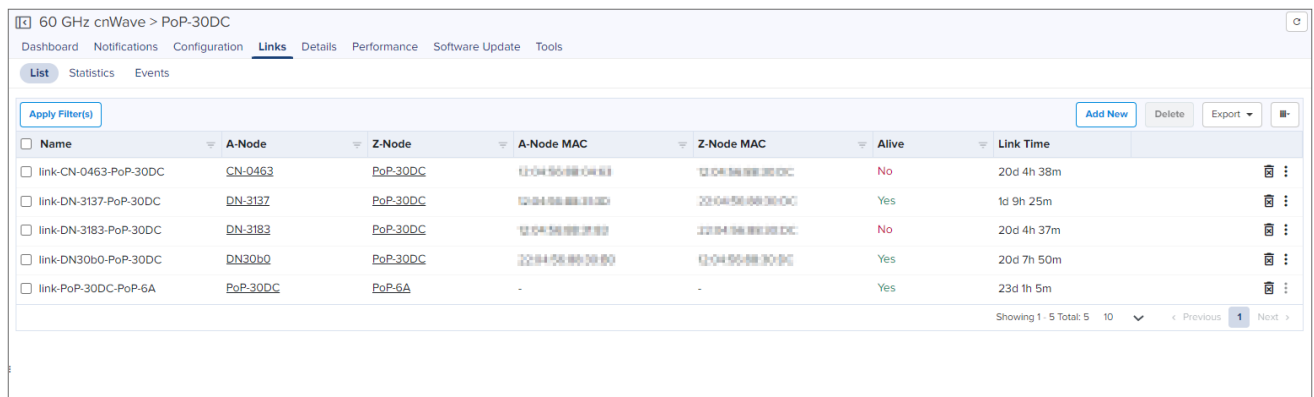 60 GHz cnWave > PoP-30DC
Dashboard Notifications Configuration Links Details Performance Software Update Tools
List Statistics Events
Apply Filter(s) Add New Delete Export
Name A-Node Z-Node A-Node MAC Z-Node MAC Alive Link Time
link-CN-0463-PoP-30DC CN-0463 PoP-30DC No 20d 4h 38m
link-DN-3137-PoP-30DC DN-3137 PoP-30DC Yes 1d 9h 25m
link-DN-3183-PoP-30DC DN-3183 PoP-30DC No 20d 4h 37m
link-DN30b0-PoP-30DC DN30b0 PoP-30DC Yes 20d 7h 50m
link-PoP-30DC-PoP-6A PoP-30DC PoP-6A - - Yes 23d 1h 5m
Showing 1 - 5 Total: 5 10 < Previous 1 Next >